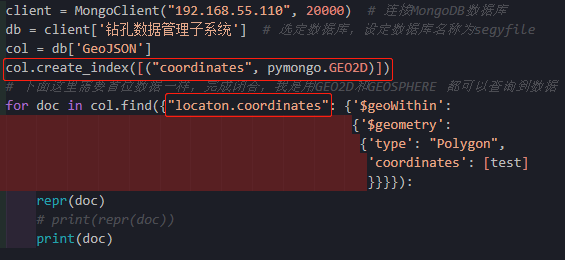 client = MongoClient("192.168.55.110", 20000)  # 连接MongoDB数据库
db = client['钻孔数据管理子系统']  # 选定数据库，设定数据库名称为segyfile
col = db['GeoJSON']
col.create_index([("coordinates", pymongo.GEO2D)])
# 下面这里需要首位数据一样，完成闭合，我是用GEO2D和GEOSPHERE 都可以查询到数据
for doc in col.find({"locaton.coordinates": {'$geoWithin':
{'$geometry':
{'type': "Polygon",
'coordinates': [test]
}}}}):
repr(doc)
# print(repr(doc))
print(doc)